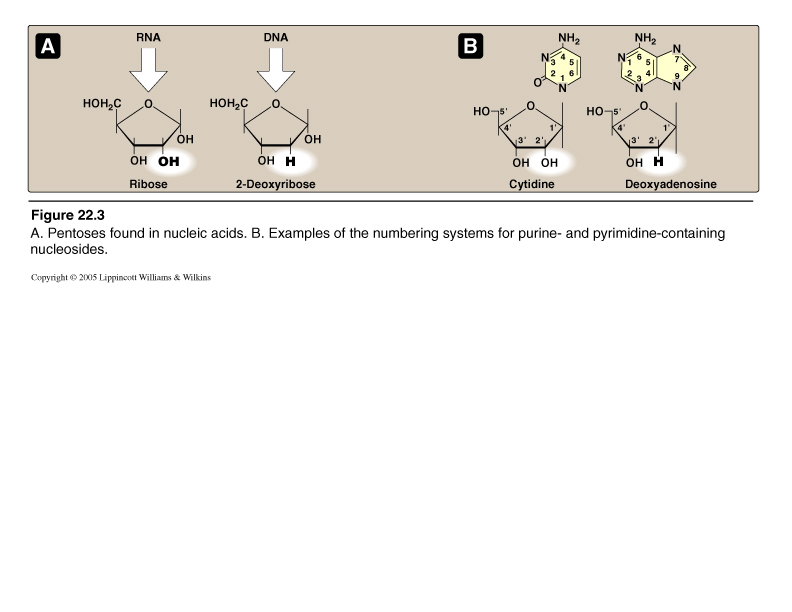 A
RNA
DNA
HOH2C
O
OH
OH
OH
Ribose
HOH2C
O
OH
OH
H
2-Deoxyribose
B
NH2
N
3 4 5
2 1 6
O
N
HO 5'
O
4' 1'
3' 2'
OH OH
Cytidine
NH2
N
1 6 5
2 3 4
N
N
7
8
9
N
HO 5'
O
4' 1'
3' 2'
OH H
Deoxyadenosine
Figure 22.3
A. Pentoses found in nucleic acids. B. Examples of the numbering systems for purine- and pyrimidine-containing
nucleosides.
Copyright © 2005 Lippincott Williams & Wilkins